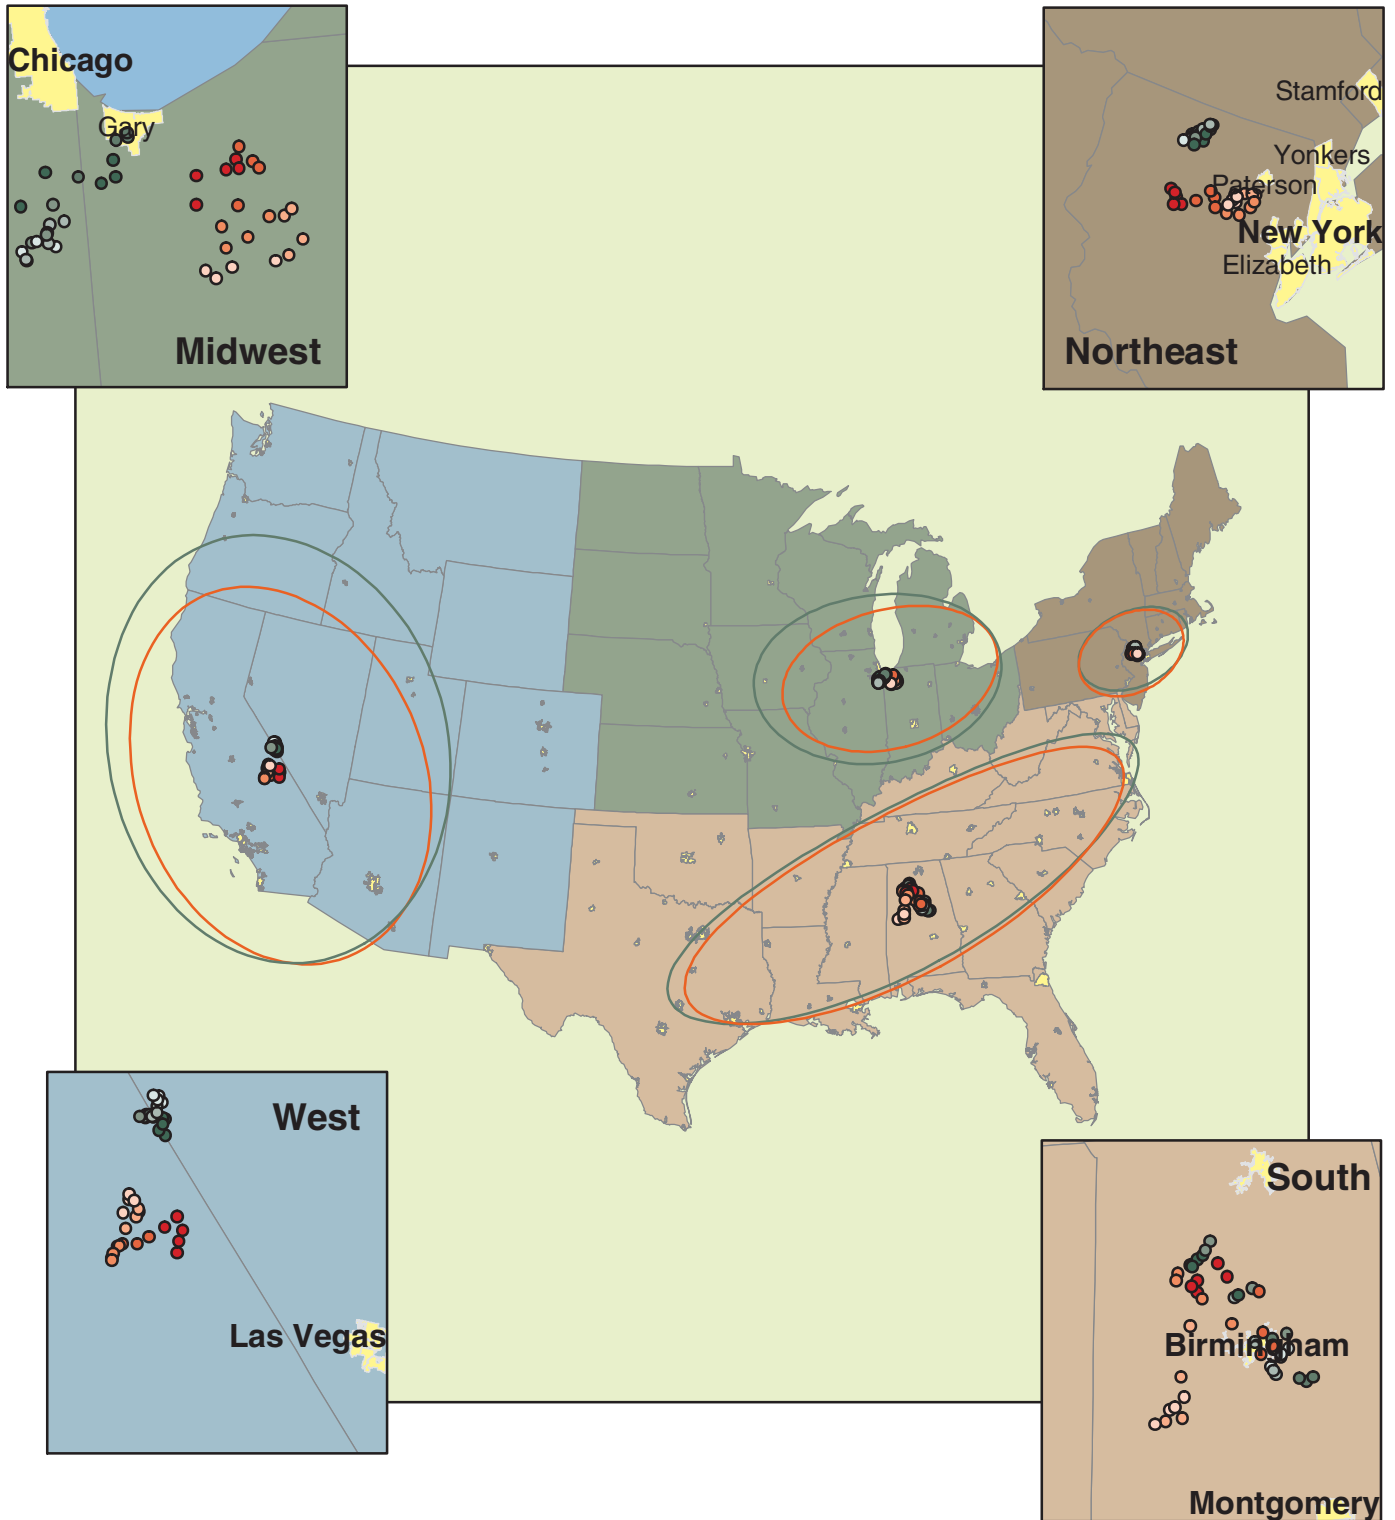 Chicago
Gary
Midwest
Stamford
Yonkers
Paterson
New York
Elizabeth
Northeast
West
Las Vegas
South
Birmingham
Montgomery